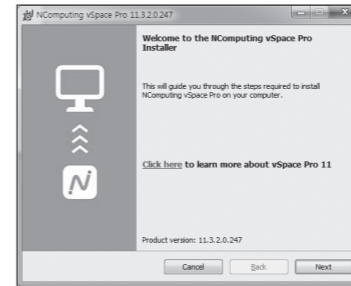 NComputing vSpace Pro 11.3.2.0.247
Welcome to the NComputing vSpace Pro
Installer
This will guide you through the steps required to install
NComputing vSpace Pro on your computer.
Click here to learn more about vSpace Pro 11
Product version: 11.3.2.0.247
Cancel Back Next